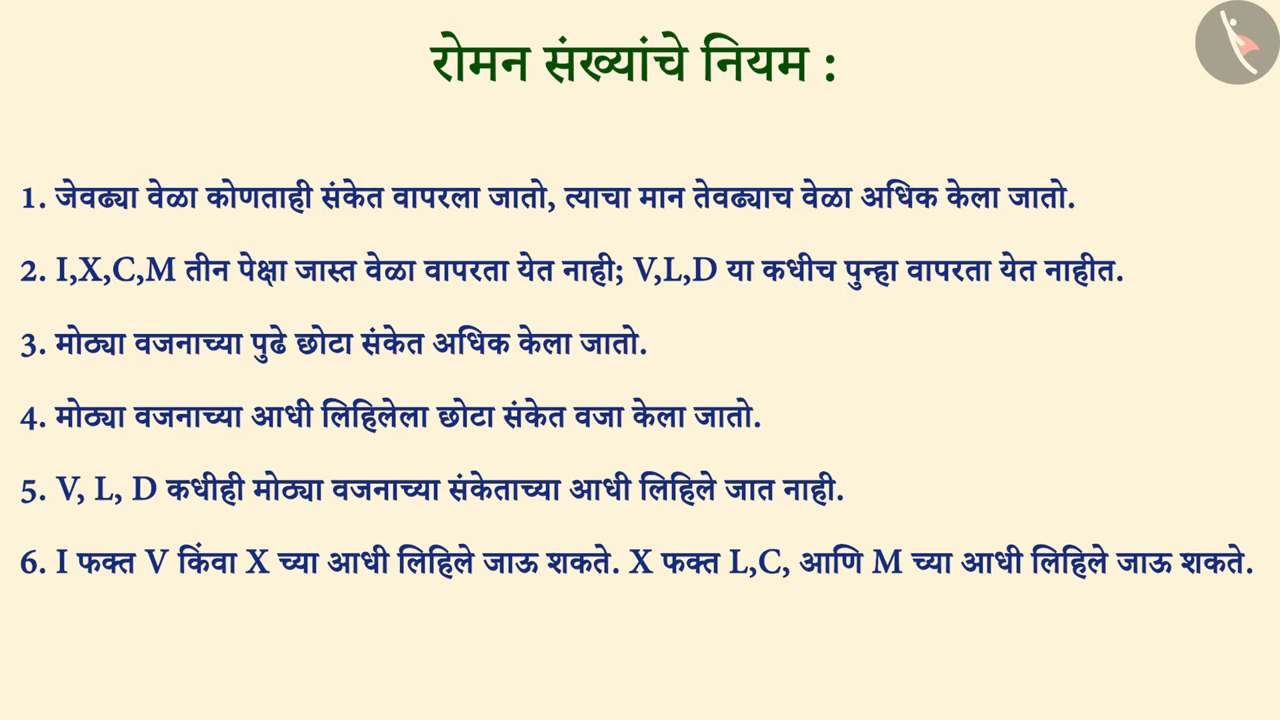 रोमन संख्यांचे नियम :
1. जेवढ्या वेळा कोणताही संकेत वापरला जातो, त्याचा मान तेवढ्याच वेळा अधिक केला जातो.
2. I,X,C,M तीन पेक्षा जास्त वेळा वापरता येत नाही; V,L,D या कधीच पुन्हा वापरता येत नाहीत.
3. मोठ्या वजनाच्या पुढे छोटा संकेत अधिक केला जातो.
4. मोठ्या वजनाच्या आधी लिहिलेला छोटा संकेत वजा केला जातो.
5. V, L, D कधीही मोठ्या वजनाच्या संकेताच्या आधी लिहिले जात नाही.
6. I फक्त V किंवा X च्या आधी लिहिले जाऊ शकते. X फक्त L,C, आणि M च्या आधी लिहिले जाऊ शकते.